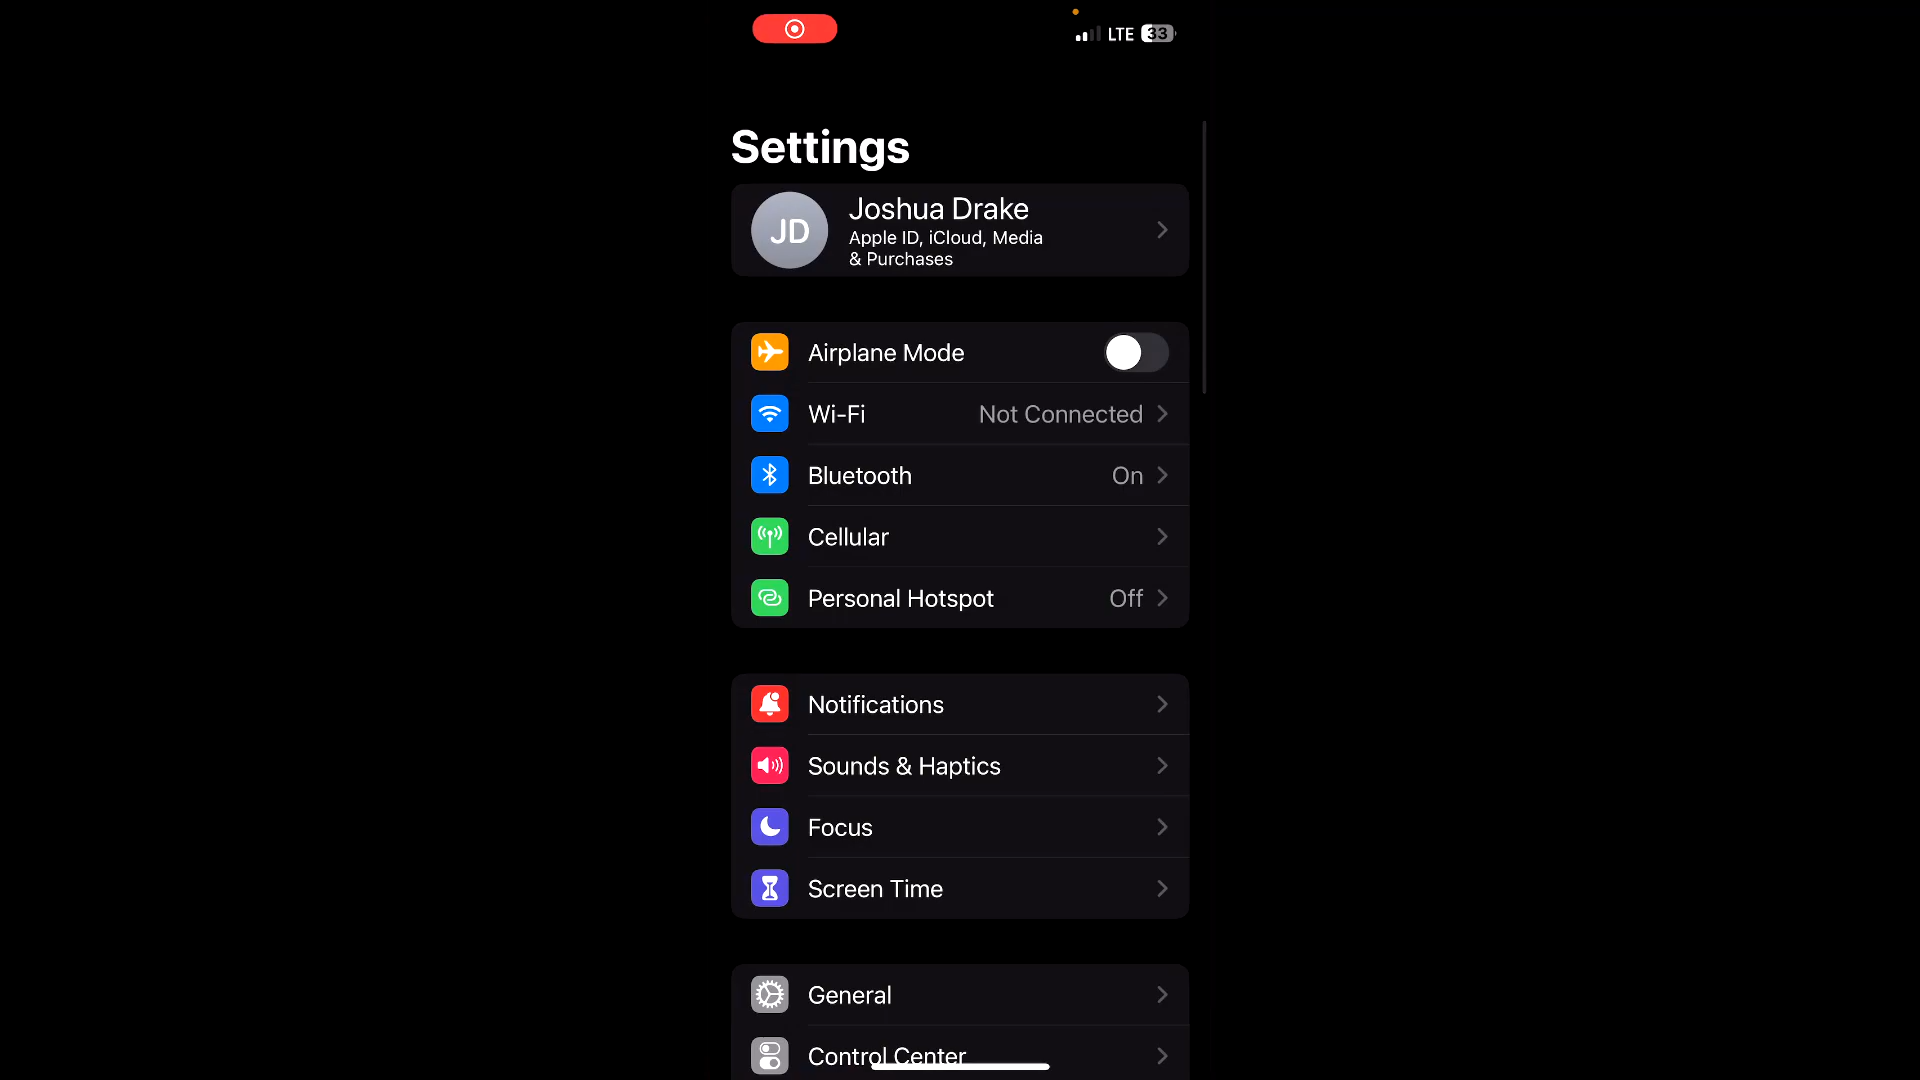 LTE 33
Settings
JD
Joshua Drake
Apple ID, iCloud, Media
& Purchases
Airplane Mode
Wi-Fi Not Connected
Bluetooth On
Cellular
Personal Hotspot Off
Notifications
Sounds & Haptics
Focus
Screen Time
General
Control Center